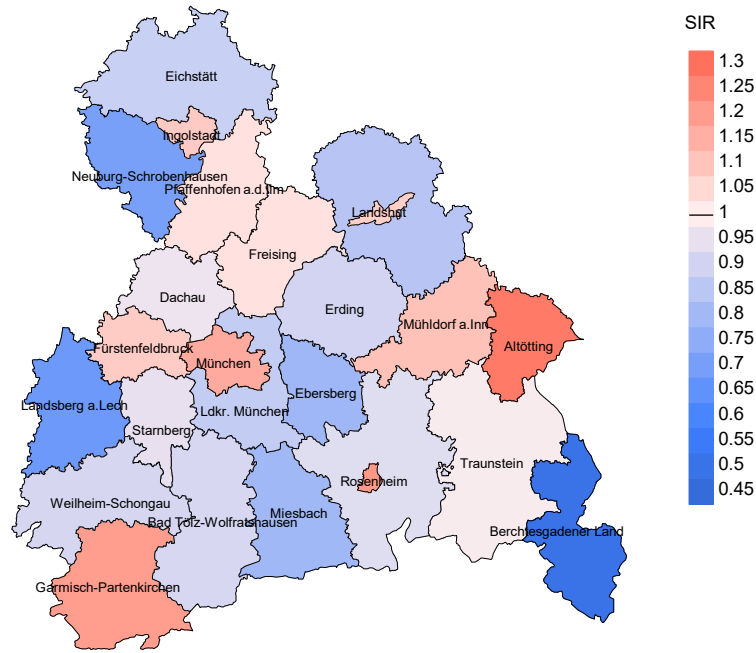 SIR
1.3
1.25
1.2
1.15
1.1
1.05
1
0.95
0.9
0.85
0.8
0.75
0.7
0.65
0.6
0.55
0.5
0.45
Eichstätt
Ingolstadt
Neuburg-Schrobenhausen
Pfaffenhofen a.d.Ilm
Landshut
Freising
Dachau
Erding
Mühldorf a.Inn
Fürstenfeldbruck
München
Altötting
Ebersberg
Landsberg a.Lech
Ldkr. München
Starnberg
Traunstein
Rosenheim
Weilheim-Schongau
Miesbach
Bad Tölz-Wolfratshausen
Berchtesgadener Land
Garmisch-Partenkirchen